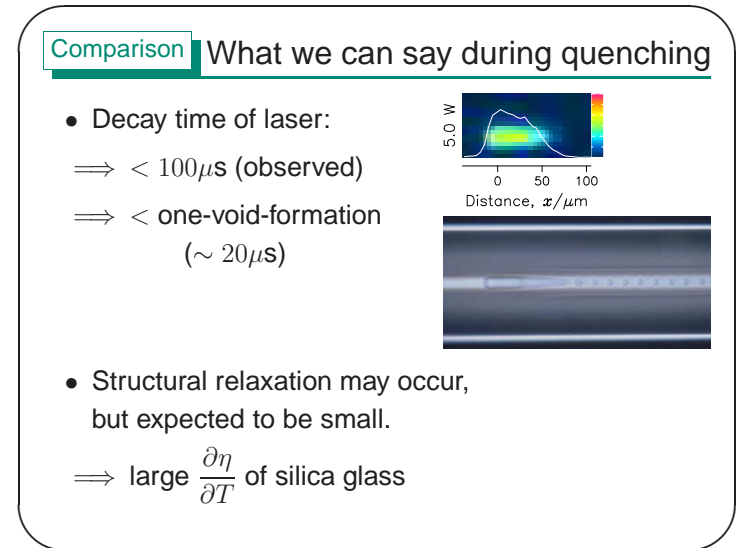 Comparison What we can say during quenching
• Decay time of laser:
⟹ < 100μs (observed)
⟹ < one-void-formation
(∼ 20μs)
5.0 W
0 50 100
Distance, x/μm
• Structural relaxation may occur,
but expected to be small.
⟹ large ∂η/∂T of silica glass